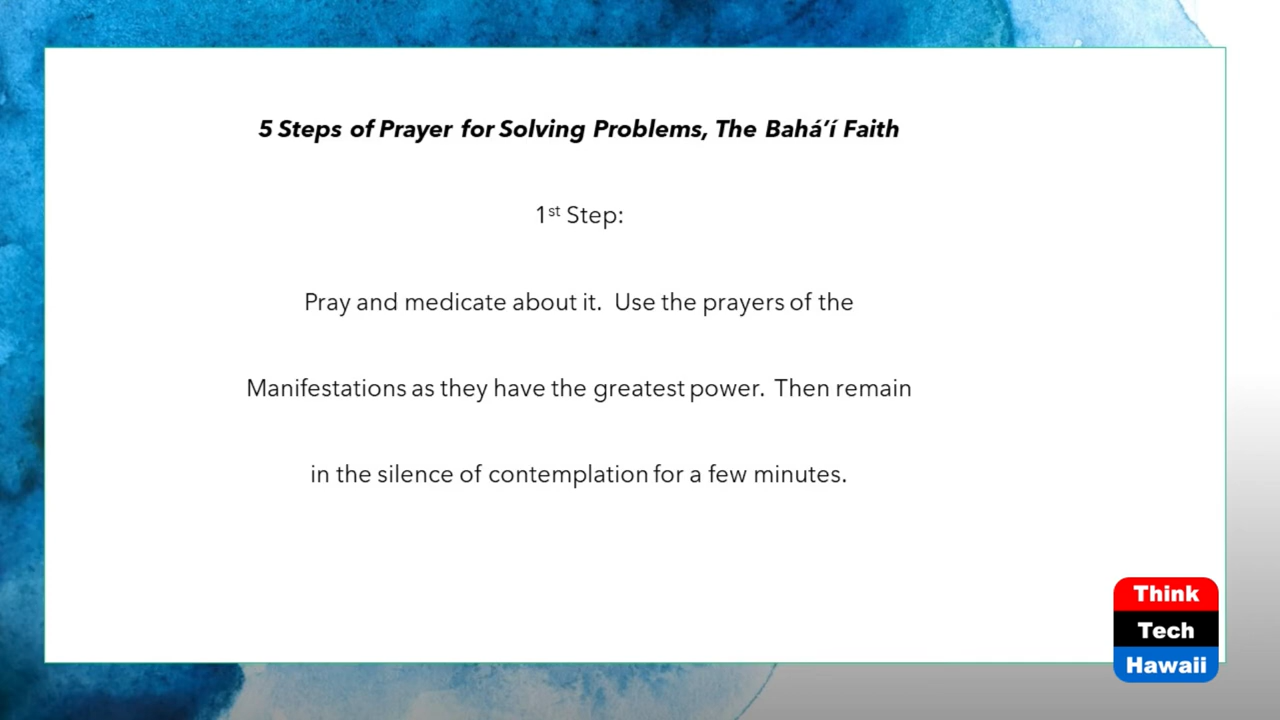 5 Steps of Prayer for Solving Problems, The Bahá’í Faith
1st Step:
Pray and medicate about it.  Use the prayers of the
Manifestations as they have the greatest power.  Then remain
in the silence of contemplation for a few minutes.
Think
Tech
Hawaii